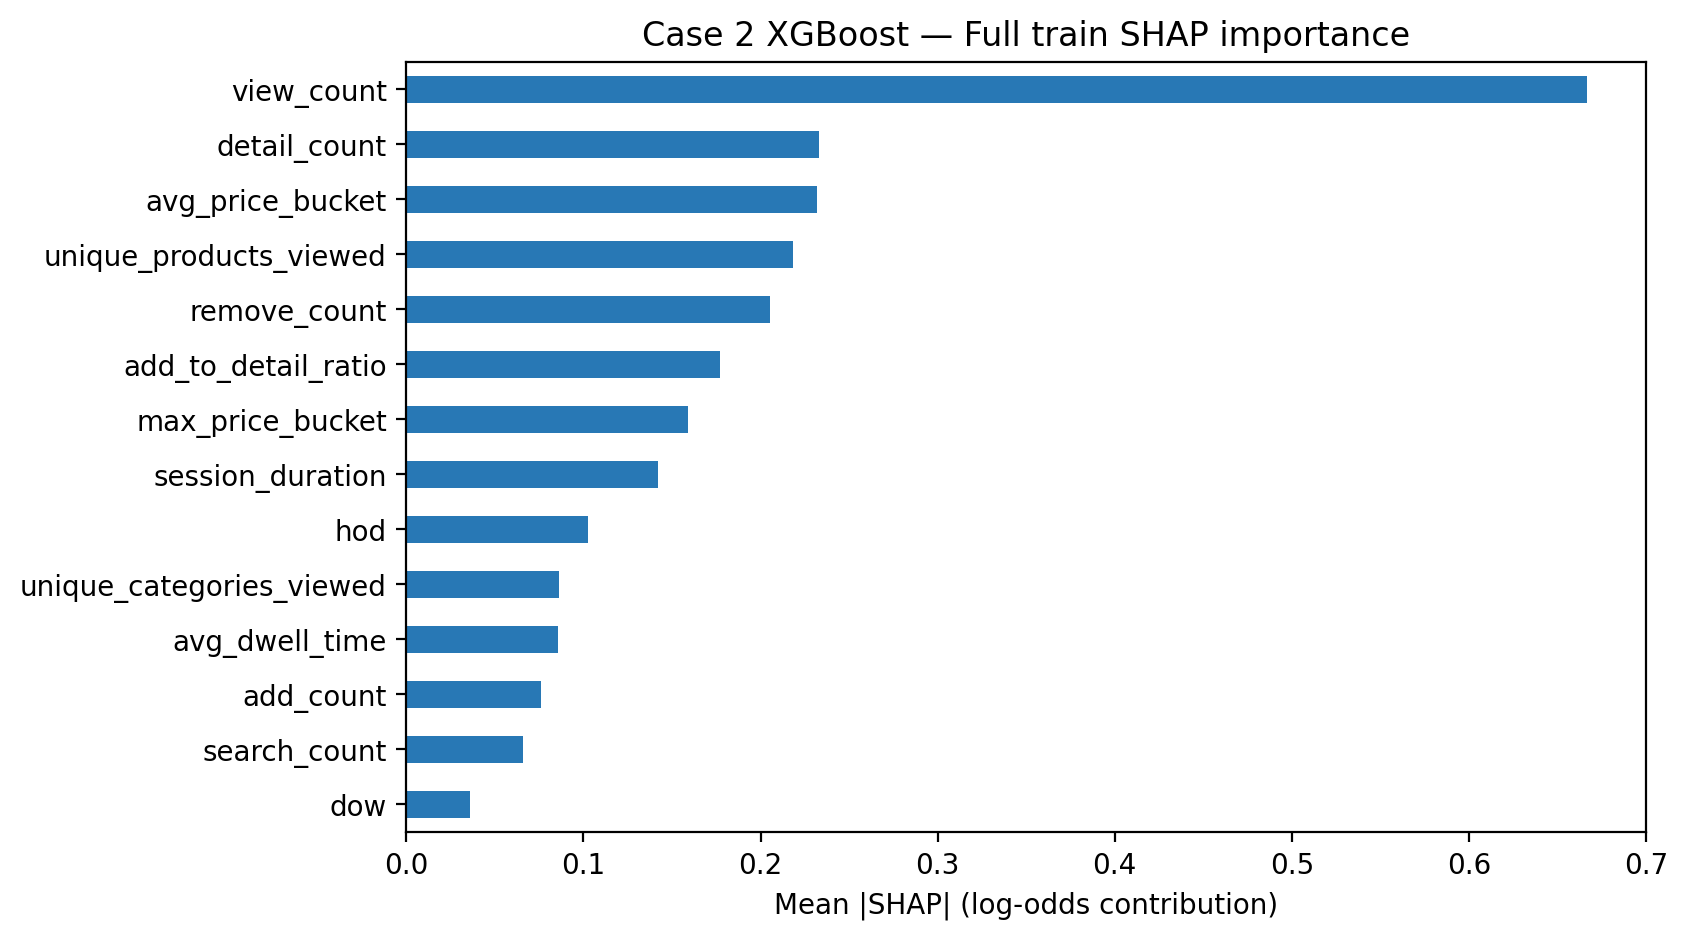 Case 2 XGBoost — Full train SHAP importance
view_count
detail_count
avg_price_bucket
unique_products_viewed
remove_count
add_to_detail_ratio
max_price_bucket
session_duration
hod
unique_categories_viewed
avg_dwell_time
add_count
search_count
dow
0.0 0.1 0.2 0.3 0.4 0.5 0.6 0.7
Mean |SHAP| (log-odds contribution)